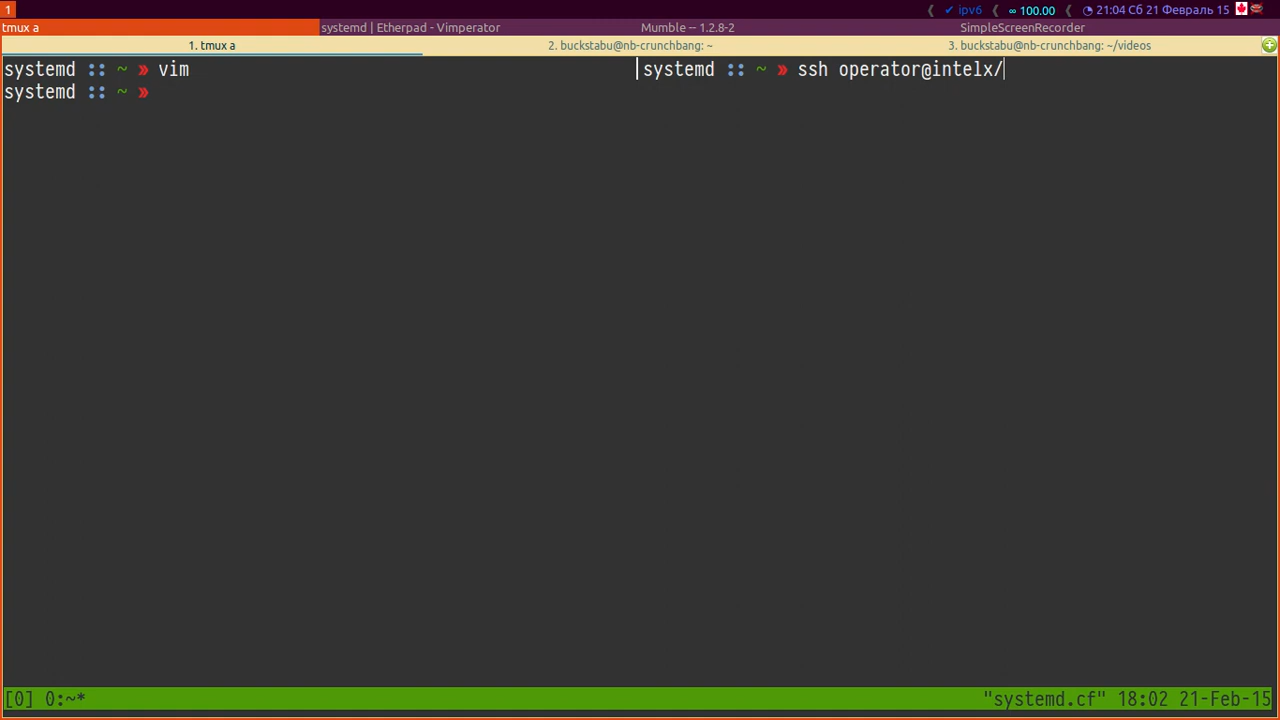 1 ✔ ipv6 ∞ 100.00 21:04 Сб 21 Февраль 15
tmux a systemd | Etherpad - Vimperator Mumble -- 1.2.8-2 SimpleScreenRecorder
1. tmux a 2. buckstabu@nb-crunchbang: ~ 3. buckstabu@nb-crunchbang: ~/videos
systemd :: ~ » vim
systemd :: ~ »
systemd :: ~ » ssh operator@intelx/
[0] 0:~* "systemd.cf" 18:02 21-Feb-15